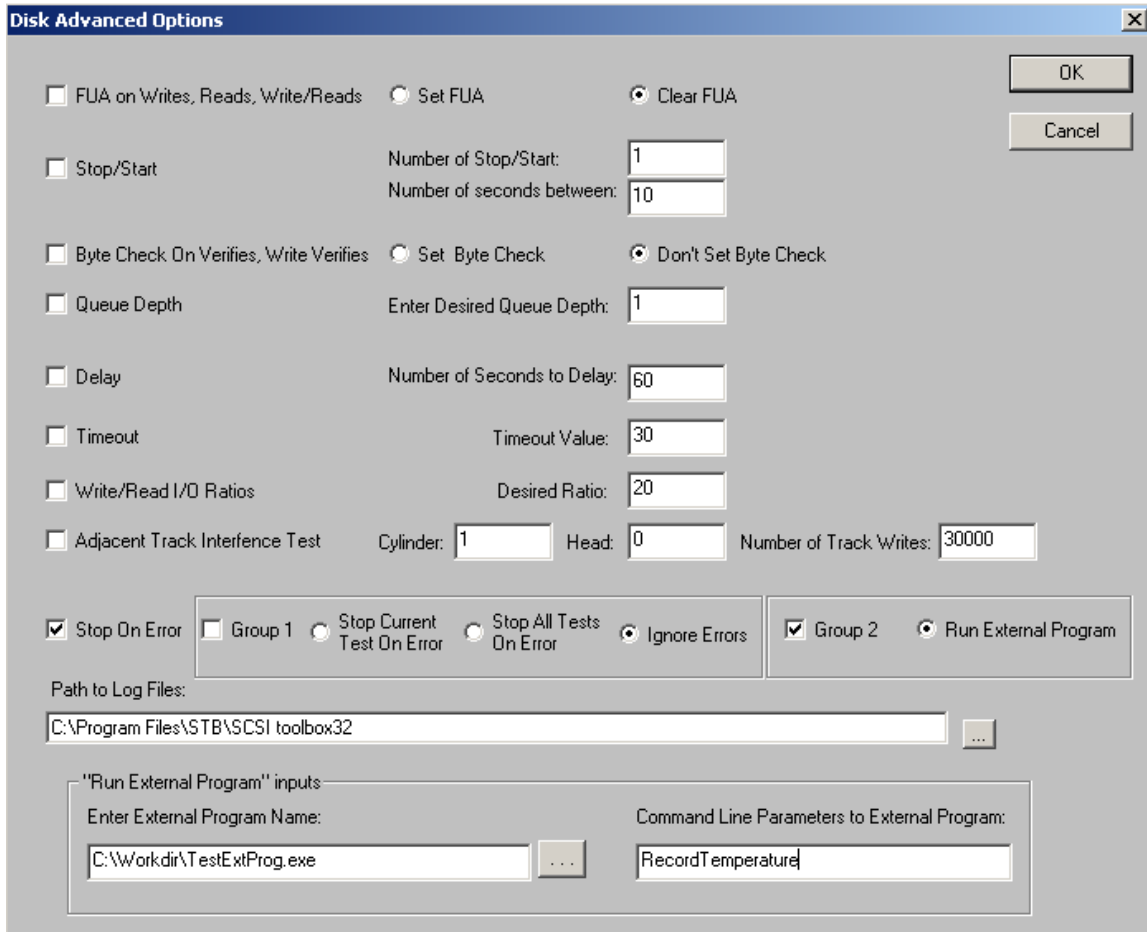 Disk Advanced Options
OK
FUA on Writes, Reads, Write/Reads Set FUA Clear FUA
Cancel
Number of Stop/Start: 1
Stop/Start
Number of seconds between: 10
Byte Check On Verifies, Write Verifies Set Byte Check Don't Set Byte Check
Queue Depth Enter Desired Queue Depth: 1
Delay Number of Seconds to Delay: 60
Timeout Timeout Value: 30
Write/Read I/O Ratios Desired Ratio: 20
Adjacent Track Interfence Test Cylinder: 1 Head: 0 Number of Track Writes: 30000
Stop On Error Group 1 Stop Current Test On Error Stop All Tests On Error Ignore Errors Group 2 Run External Program
Path to Log Files:
C:\Program Files\STB\SCSI toolbox32 ...
"Run External Program" inputs
Enter External Program Name: Command Line Parameters to External Program:
C:\Workdir\TestExtProg.exe . . . RecordTemperature